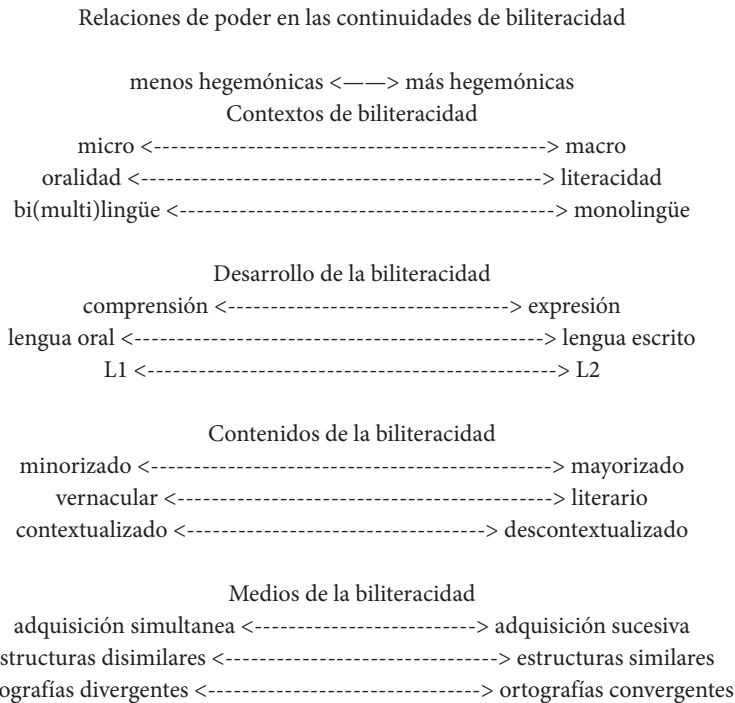 Relaciones de poder en las continuidades de biliteracidad
menos hegemónicas <——> más hegemónicas
Contextos de biliteracidad
micro <--------------------------------------------> macro
oralidad <---------------------------------------------> literacidad
bi(multi)lingüe <------------------------------------------> monolingüe
Desarrollo de la biliteracidad
comprensión <--------------------------------> expresión
lengua oral <----------------------------------------------> lengua escrito
L1 <----------------------------------------------> L2
Contenidos de la biliteracidad
minorizado <---------------------------------------------> mayorizado
vernacular <------------------------------------------> literario
contextualizado <----------------------------------> descontextualizado
Medios de la biliteracidad
adquisición simultanea <-------------------------> adquisición sucesiva
structuras disimilares <-------------------------------> estructuras similares
ografías divergentes <-------------------------------> ortografías convergentes